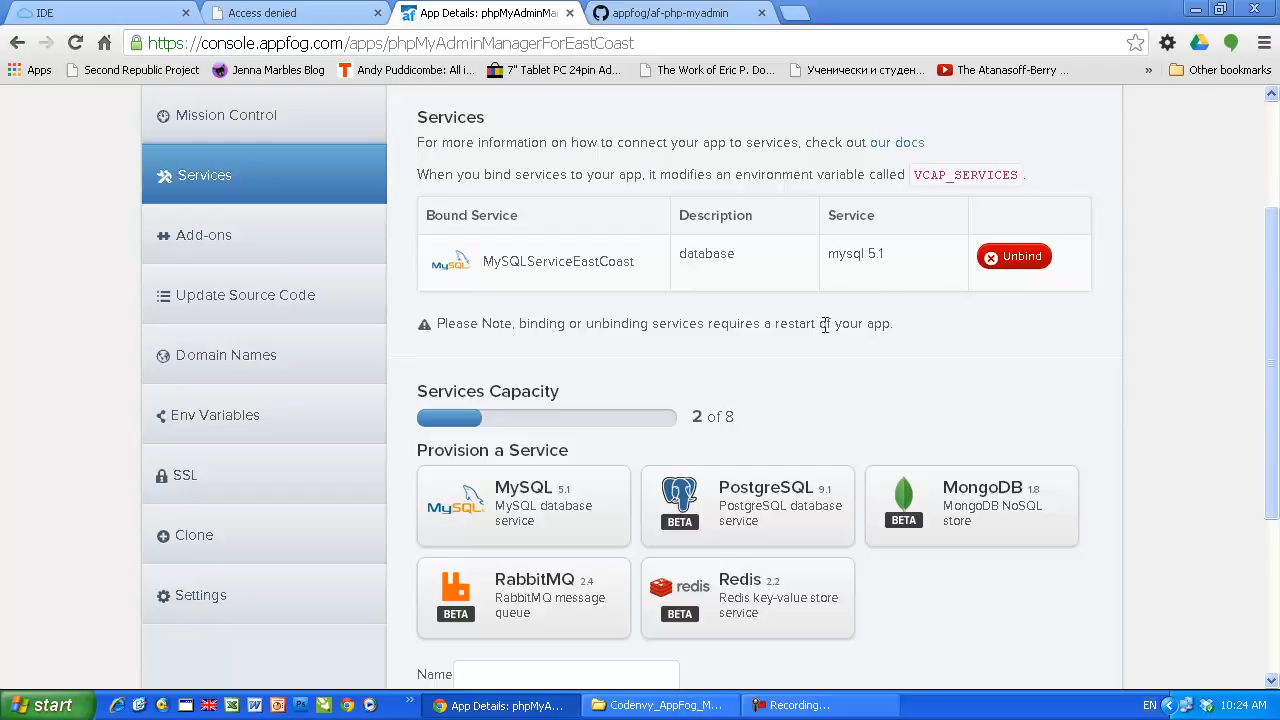 IDE
Access denied
App Details: phpMyAdminMa
appfog/af-php-myadmin
https://console.appfog.com/apps/phpMyAdminManagerForEastCoast
Apps
Second Republic Project
Jenna Marbles Blog
Andy Puddicombe: All i...
7" Tablet PC 24pin Ad...
The Work of Eric P. Do...
Ученически и студен...
The Atanasoff-Berry ...
»
Other bookmarks
Mission Control
Services
Add-ons
Update Source Code
Domain Names
Env Variables
SSL
Clone
Settings
Services
For more information on how to connect your app to services, check out our docs
When you bind services to your app, it modifies an environment variable called VCAP_SERVICES .
Bound Service Description Service
MySQL MySQLServiceEastCoast database mysql 5.1 Unbind
Please Note, binding or unbinding services requires a restart of your app.
Services Capacity
2 of 8
Provision a Service
MySQL
MySQL 5.1
MySQL database
service
BETA
PostgreSQL 9.1
PostgreSQL database
service
BETA
MongoDB 1.8
MongoDB NoSQL
store
BETA
RabbitMQ 2.4
RabbitMQ message
queue
redis
BETA
Redis 2.2
Redis key-value store
service
Name
start
»
App Details: phpMyA...
Codenvy_AppFog_M...
Recording...
EN
10:24 AM